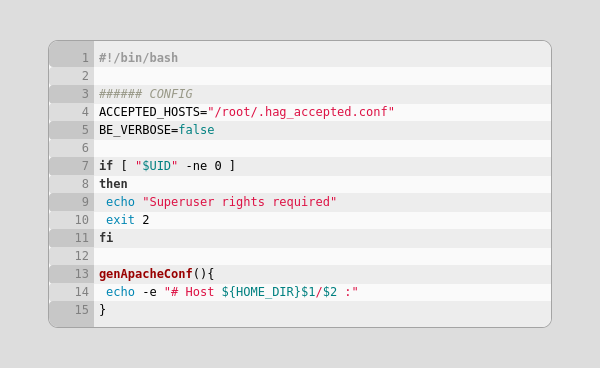 1 #!/bin/bash
2
3 ###### CONFIG
4 ACCEPTED_HOSTS="/root/.hag_accepted.conf"
5 BE_VERBOSE=false
6
7 if [ "$UID" -ne 0 ]
8 then
9  echo "Superuser rights required"
10  exit 2
11 fi
12
13 genApacheConf(){
14  echo -e "# Host ${HOME_DIR}$1/$2 :"
15 }